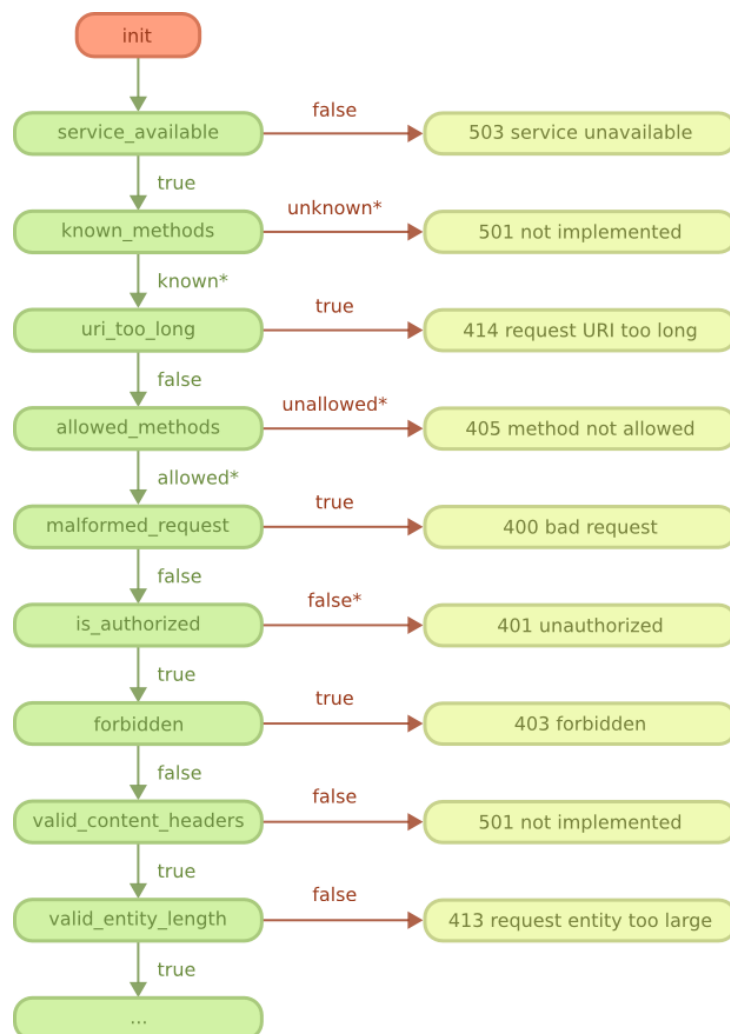 init
false
service_available
503 service unavailable
true
unknown*
known_methods
501 not implemented
known*
true
uri_too_long
414 request URI too long
false
unallowed*
allowed_methods
405 method not allowed
allowed*
true
malformed_request
400 bad request
false
false*
is_authorized
401 unauthorized
true
true
forbidden
403 forbidden
false
false
valid_content_headers
501 not implemented
true
false
valid_entity_length
413 request entity too large
true
...